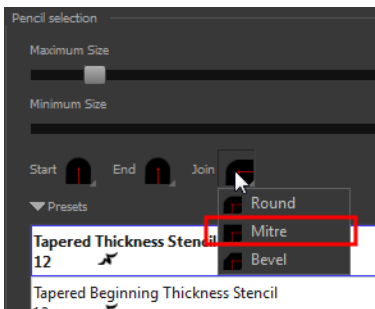 Pencil selection
Maximum Size
Minimum Size
Start End Join
Round
Presets
Mitre
Tapered Thickness Stencil
12
Bevel
Tapered Beginning Thickness Stencil